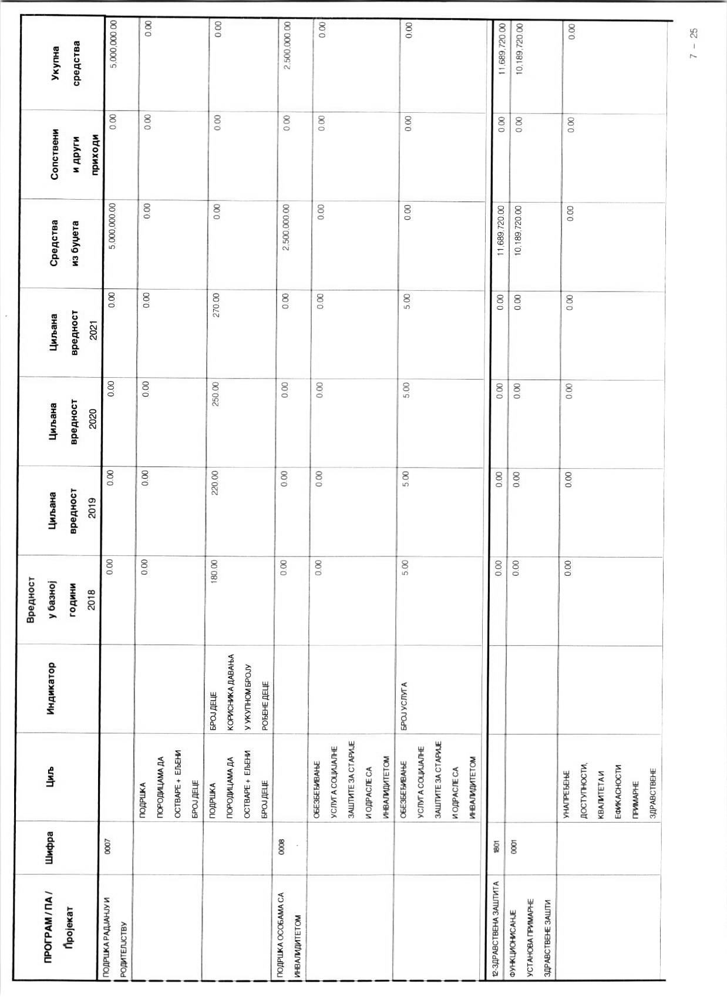 ПРОГРАМ / ПА / Пројекат Шифра Циљ Индикатор Вредност у базној години 2018 Циљана вредност 2019 Циљана вредност 2020 Циљана вредност 2021 Средства из буџета Сопствени и други приходи Укупна средства
ПОДРШКА РАДЈАЊУ И 0007 0.00 0.00 0.00 0.00 5,000,000.00 0.00 5,000,000.00
РОДИТЕЛЈСТВУ
ПОДРШКА 0.00 0.00 0.00 0.00 0.00 0.00 0.00
ПОРОДИЦАМА ДА
ОСТВАРЕ + ЕЉЕНИ
БРОЈ ДЕЦЕ
ПОДРШКА БРОЈ ДЕЦЕ 180.00 220.00 250.00 270.00 0.00 0.00 0.00
ПОРОДИЦАМА ДА КОРИСНИКА ДАВАЊА
ОСТВАРЕ + ЕЉЕНИ У УКУПНОМ БРОЈУ
БРОЈ ДЕЦЕ РОЂЕНЕ ДЕЦЕ
ПОДРШКА ОСОБАМА СА 0008 0.00 0.00 0.00 0.00 2,500,000.00 0.00 2,500,000.00
ИНВАЛИДИТЕТОМ
ОБЕЗБЕЂИВАЊЕ 0.00 0.00 0.00 0.00 0.00 0.00 0.00
УСЛУГА СОЦИЈАЛНЕ
ЗАШТИТЕ ЗА СТАРИЈЕ
И ОДРАСЛЕ СА
ИНВАЛИДИТЕТОМ
ОБЕЗБЕЂИВАЊЕ БРОЈ УСЛУГА 5.00 5.00 5.00 5.00 0.00 0.00 0.00
УСЛУГА СОЦИЈАЛНЕ
ЗАШТИТЕ ЗА СТАРИЈЕ
И ОДРАСЛЕ СА
ИНВАЛИДИТЕТОМ
12-ЗДРАВСТВЕНА ЗАШТИТА 1801 0.00 0.00 0.00 0.00 11,689,720.00 0.00 11,689,720.00
ФУНКЦИОНИСАЊЕ 0001 0.00 0.00 0.00 0.00 10,189,720.00 0.00 10,189,720.00
УСТАНОВА ПРИМАРНЕ
ЗДРАВСТВЕНЕ ЗАШТИ
УНАПРЕЂЕЊЕ 0.00 0.00 0.00 0.00 0.00 0.00 0.00
ДОСТУПНОСТИ,
КВАЛИТЕТА И
ЕФИКАСНОСТИ
ПРИМАРНЕ
ЗДРАВСТВЕНЕ
7 - 25